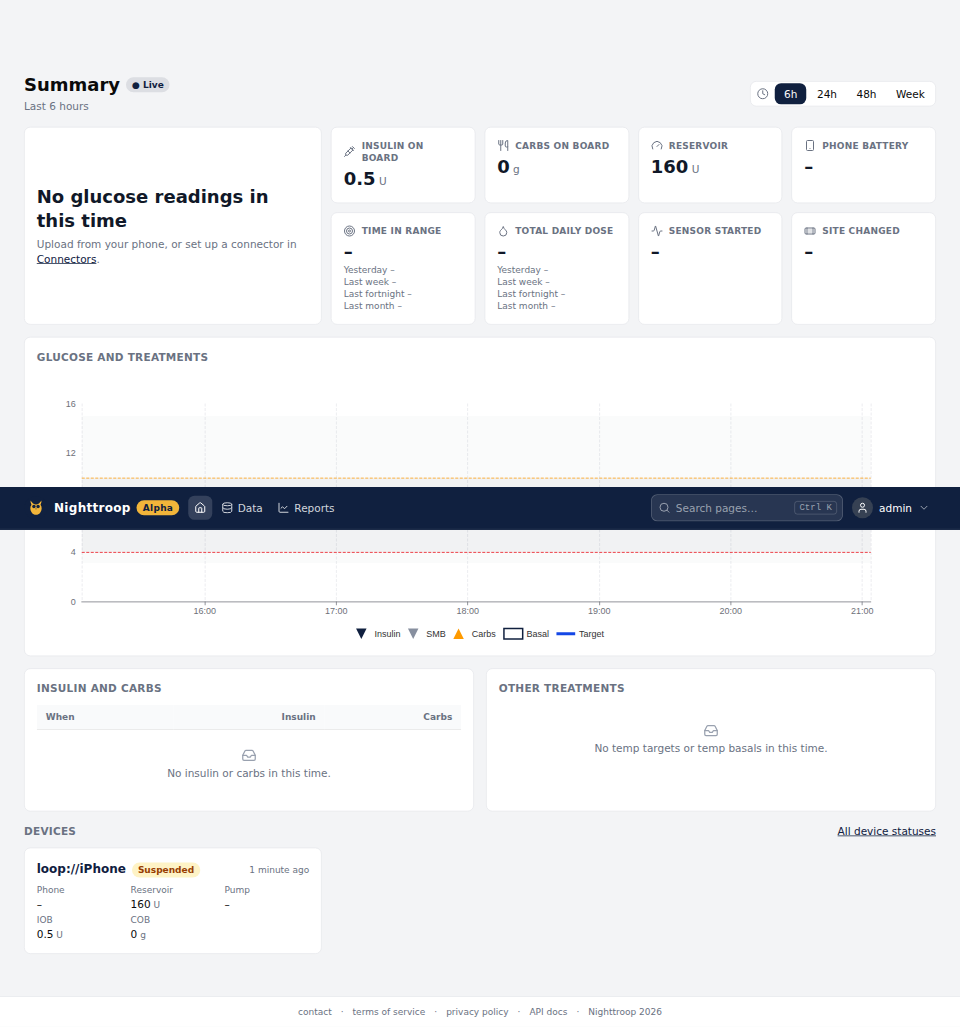 Summary ● Live
Last 6 hours
6h 24h 48h Week
No glucose readings in
this time
Upload from your phone, or set up a connector in
Connectors.
INSULIN ON
BOARD
0.5 U
CARBS ON BOARD
0 g
RESERVOIR
160 U
PHONE BATTERY
–
TIME IN RANGE
–
Yesterday –
Last week –
Last fortnight –
Last month –
TOTAL DAILY DOSE
–
Yesterday –
Last week –
Last fortnight –
Last month –
SENSOR STARTED
–
SITE CHANGED
–
GLUCOSE AND TREATMENTS
16
12
Nighttroop Alpha Data Reports Search pages... Ctrl K admin
4
0
16:00 17:00 18:00 19:00 20:00 21:00
Insulin SMB Carbs Basal Target
INSULIN AND CARBS
When Insulin Carbs
No insulin or carbs in this time.
OTHER TREATMENTS
No temp targets or temp basals in this time.
DEVICES All device statuses
loop://iPhone Suspended 1 minute ago
Phone Reservoir Pump
– 160 U –
IOB COB
0.5 U 0 g
contact · terms of service · privacy policy · API docs · Nighttroop 2026